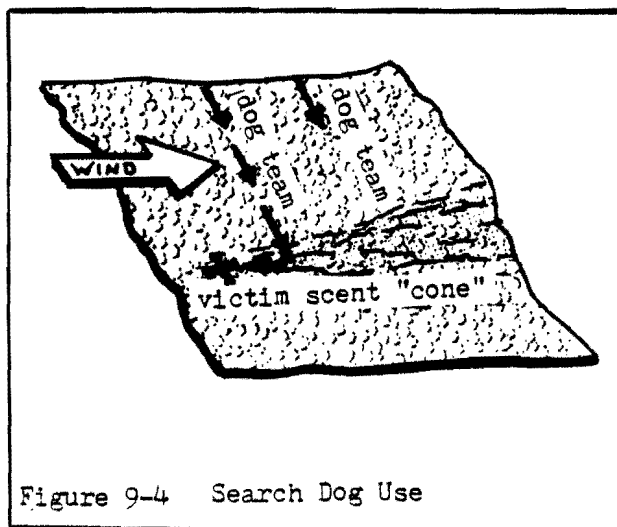 dog team
dog team
WIND
victim scent "cone"
Figure 9-4 Search Dog Use